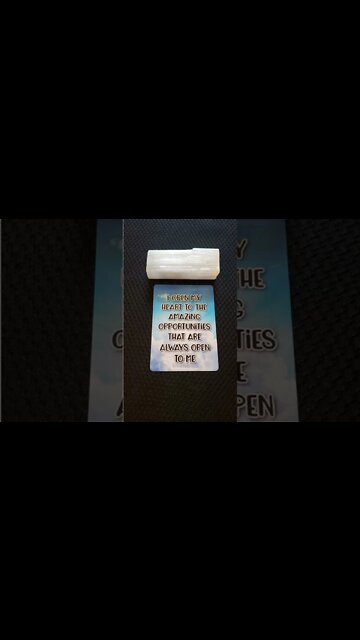 I OPEN MY
HEART TO THE
AMAZING
OPPORTUNITIES
THAT ARE
ALWAYS OPEN
TO ME